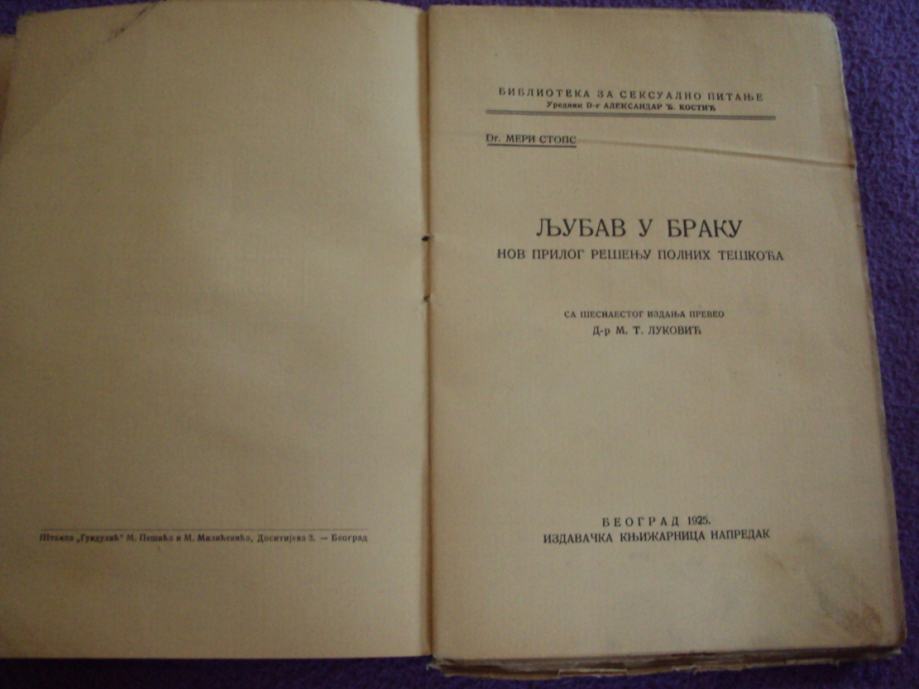 Штампа „Гундулић“ М. Пешића и М. Милићевића, Доситијева 3. — Београд
БИБЛИОТЕКА ЗА СЕКСУАЛНО ПИТАЊЕ
Уредник D-r АЛЕКСАНДАР Ђ. КОСТИЋ
Dr. МЕРИ СТОПС
ЉУБАВ У БРАКУ
НОВ ПРИЛОГ РЕШЕЊУ ПОЛНИХ ТЕШКОЋА
СА ШЕСНАЕСТОГ ИЗДАЊА ПРЕВЕО
Д-р М. Т. ЛУКОВИЋ
БЕОГРАД 1925.
ИЗДАВАЧКА КЊИЖАРНИЦА НАПРЕДАК